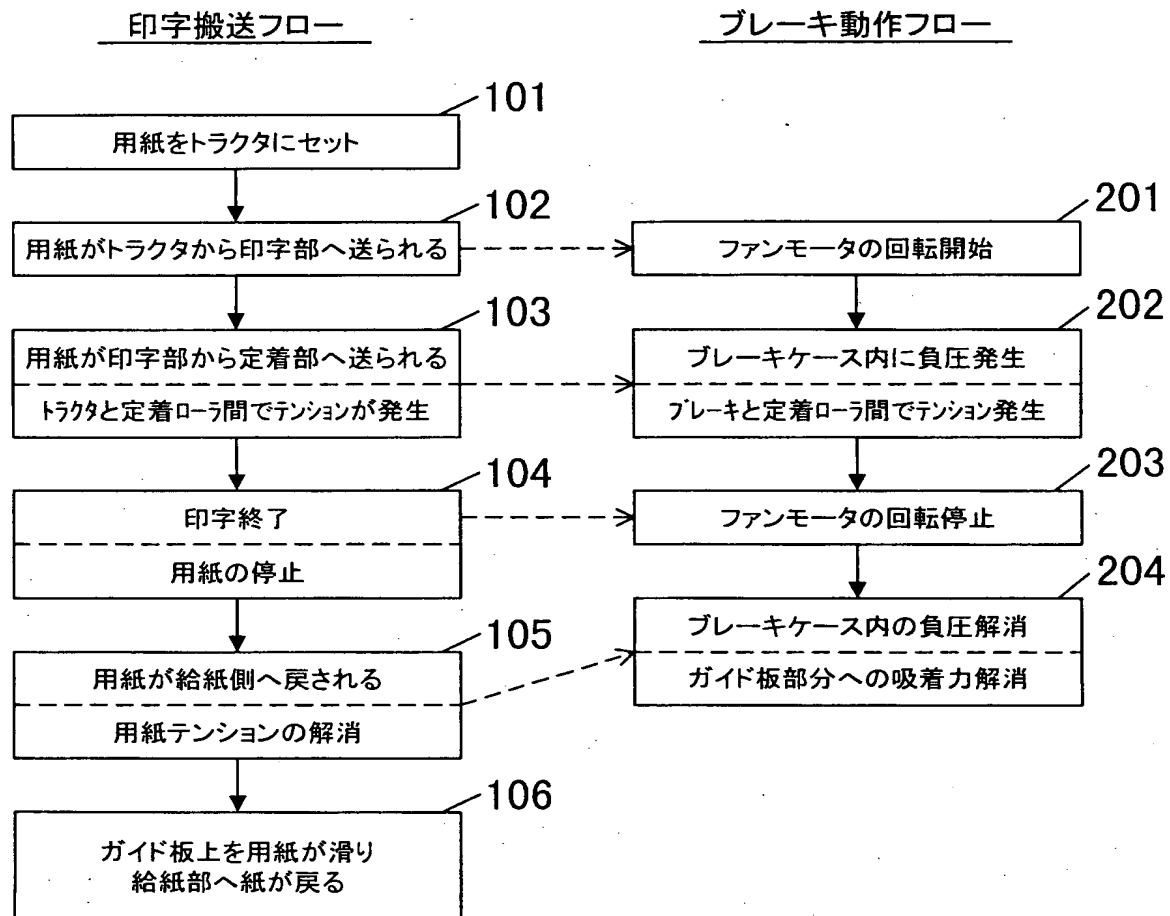 印字搬送フロー
ブレーキ動作フロー
101
用紙をトラクタにセット
102
用紙がトラクタから印字部へ送られる
201
ファンモータの回転開始
103
用紙が印字部から定着部へ送られる
トラクタと定着ローラ間でテンションが発生
202
ブレーキケース内に負圧発生
ブレーキと定着ローラ間でテンション発生
104
印字終了
用紙の停止
203
ファンモータの回転停止
204
ブレーキケース内の負圧解消
ガイド板部分への吸着力解消
105
用紙が給紙側へ戻される
用紙テンションの解消
106
ガイド板上を用紙が滑り
給紙部へ紙が戻る